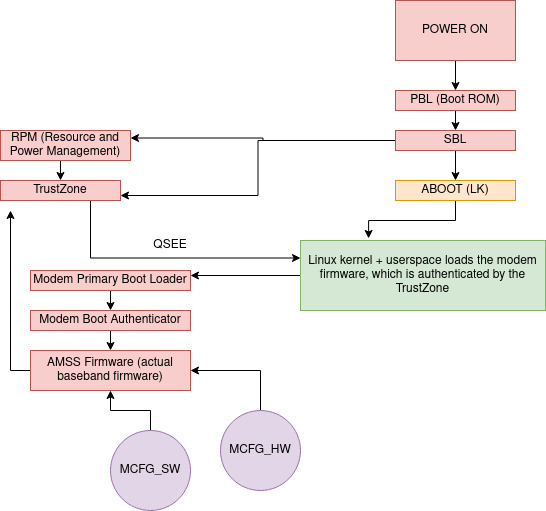 POWER ON
PBL (Boot ROM)
RPM (Resource and
Power Management)
SBL
TrustZone
ABOOT (LK)
QSEE
Linux kernel + userspace loads the modem
firmware, which is authenticated by the
TrustZone
Modem Primary Boot Loader
Modem Boot Authenticator
AMSS Firmware (actual
baseband firmware)
MCFG_HW
MCFG_SW